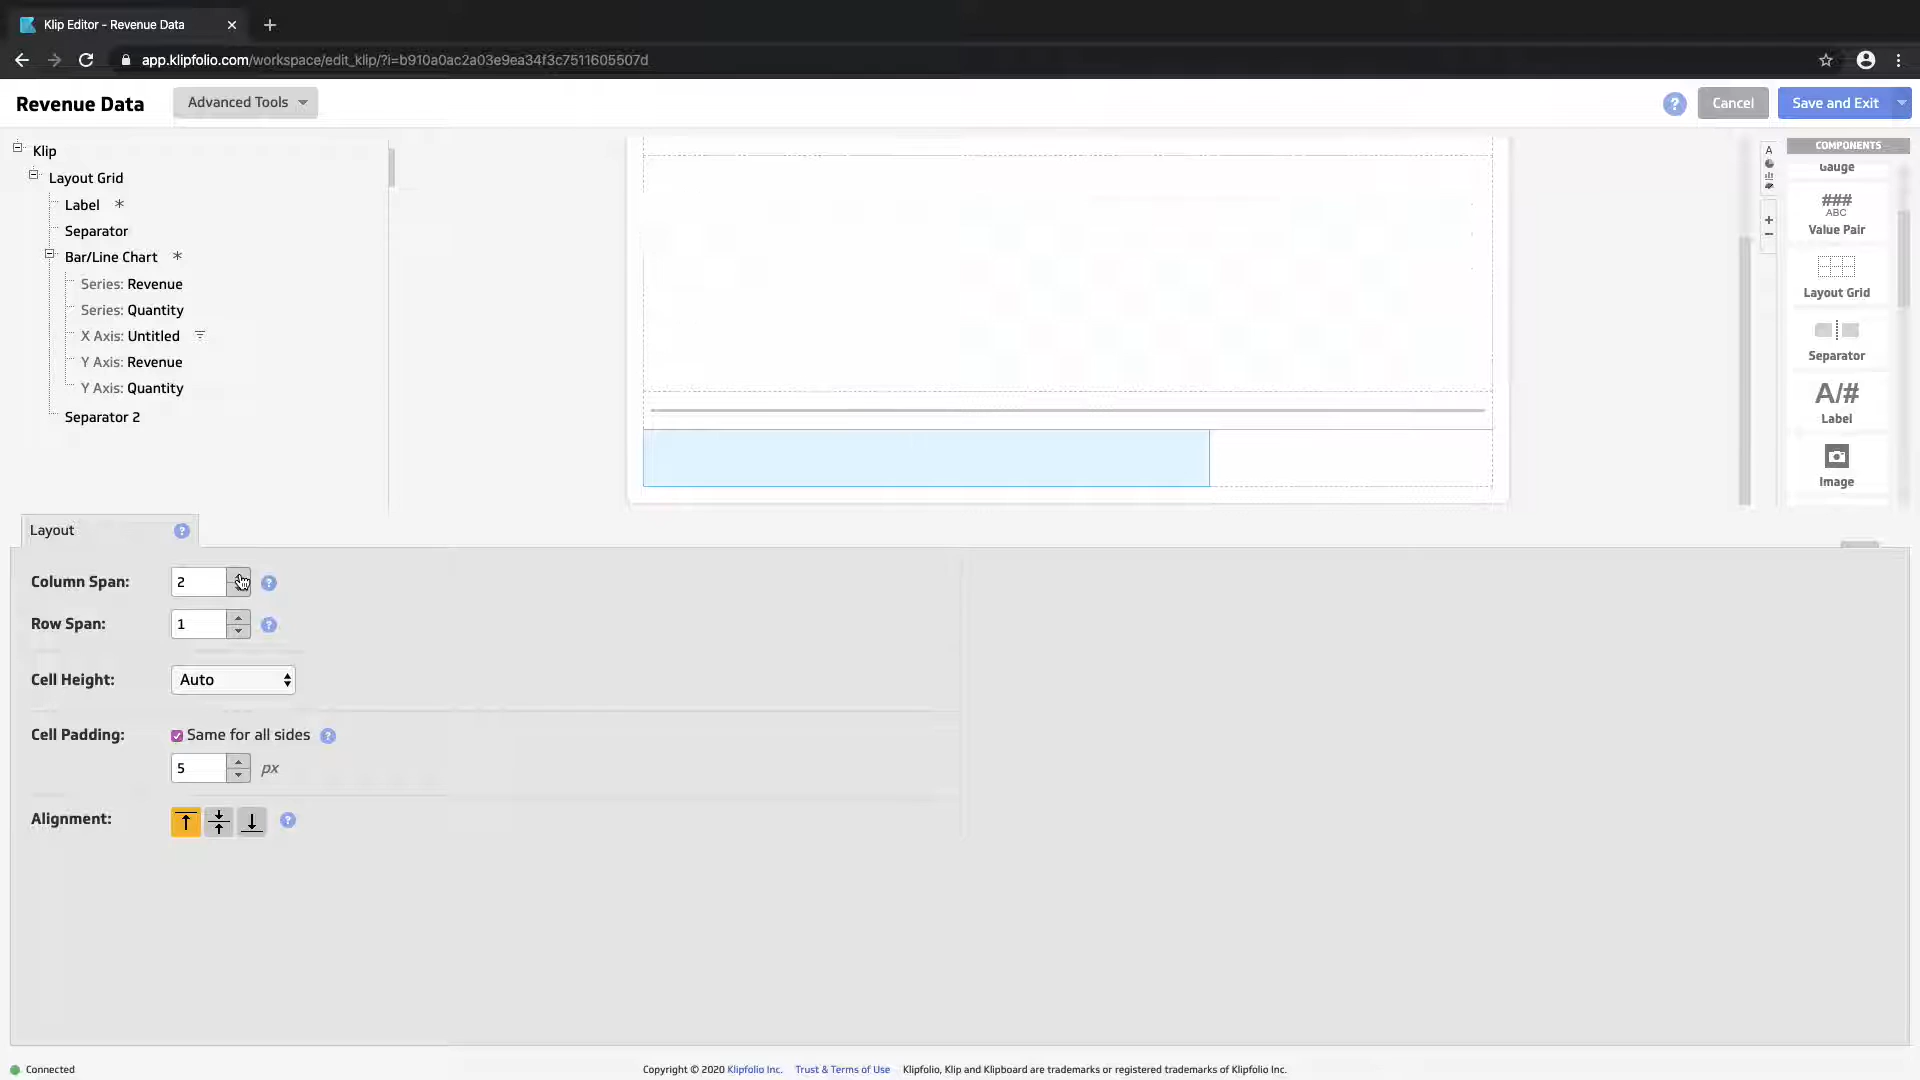 Klip Editor - Revenue Data
app.klipfolio.com/workspace/edit_klip/?i=b910a0ac2a03e9ea34f3c7511605507d
Revenue Data
Advanced Tools
?
Cancel
Save and Exit
Klip
Layout Grid
Label *
Separator
Bar/Line Chart *
Series: Revenue
Series: Quantity
X Axis: Untitled
Y Axis: Revenue
Y Axis: Quantity
Separator 2
A
+
−
COMPONENTS
Gauge
###
ABC
Value Pair
Layout Grid
Separator
A/#
Label
Image
Layout ?
Column Span: 2 ?
Row Span: 1 ?
Cell Height: Auto
Cell Padding: Same for all sides ?
5 px
Alignment: ?
Connected
Copyright © 2020 Klipfolio Inc. Trust & Terms of Use Klipfolio, Klip and Klipboard are trademarks or registered trademarks of Klipfolio Inc.